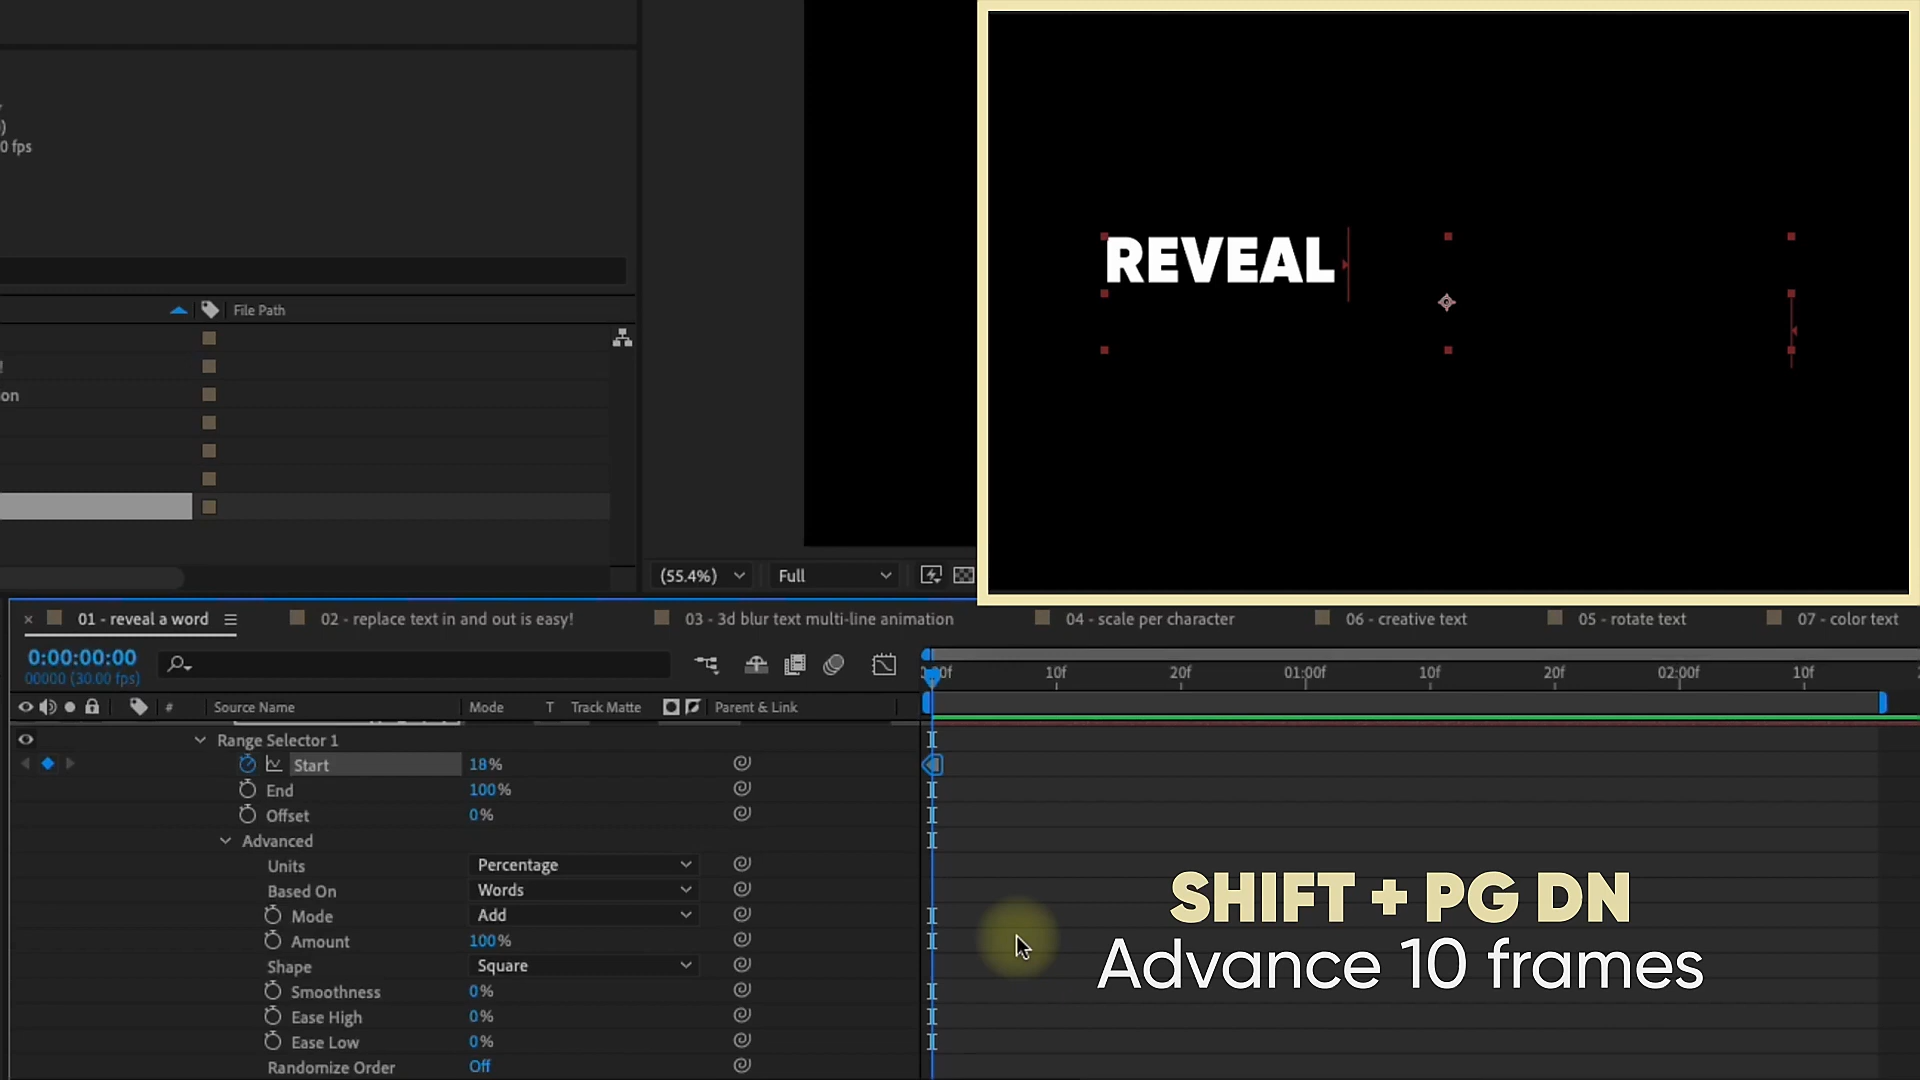 0 fps
File Path
!
on
REVEAL
(55.4%)
Full
01 - reveal a word
02 - replace text in and out is easy!
03 - 3d blur text multi-line animation
04 - scale per character
06 - creative text
05 - rotate text
07 - color text
0:00:00:00
00000 (30.00 fps)
10f
20f
01:00f
10f
20f
02:00f
10f
#
Source Name
Mode
T
Track Matte
Parent & Link
Range Selector 1
Start
18%
End
100%
Offset
0%
Advanced
Units
Percentage
Based On
Words
Mode
Add
Amount
100%
Shape
Square
Smoothness
0%
Ease High
0%
Ease Low
0%
Randomize Order
Off
SHIFT + PG DN
Advance 10 frames